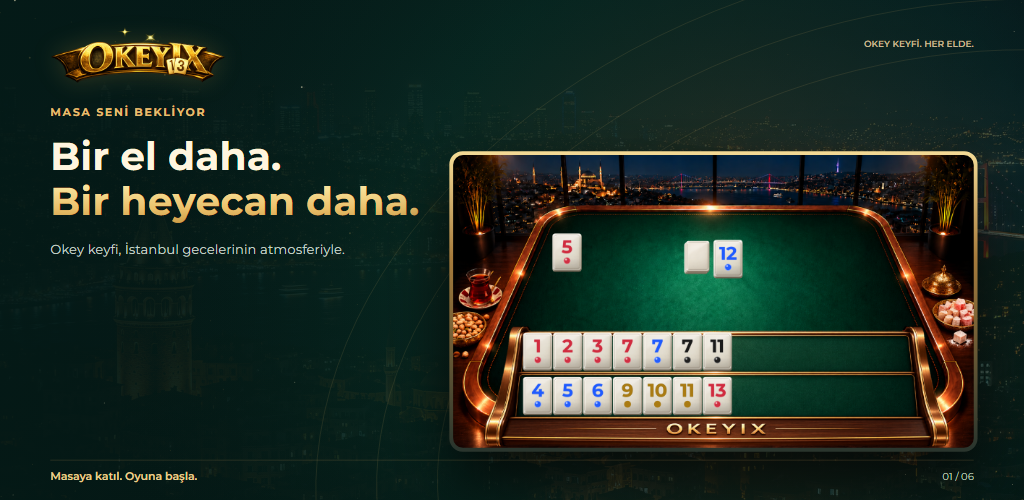 OKEYIX
13
OKEY KEYFİ. HER ELDE.
MASA SENİ BEKLİYOR
Bir el daha.
Bir heyecan daha.
Okey keyfi, İstanbul gecelerinin atmosferiyle.
5
12
1 2 3 7 7 7 11
4 5 6 9 10 11 13
OKEYIX
Masaya katıl. Oyuna başla.
01 / 06